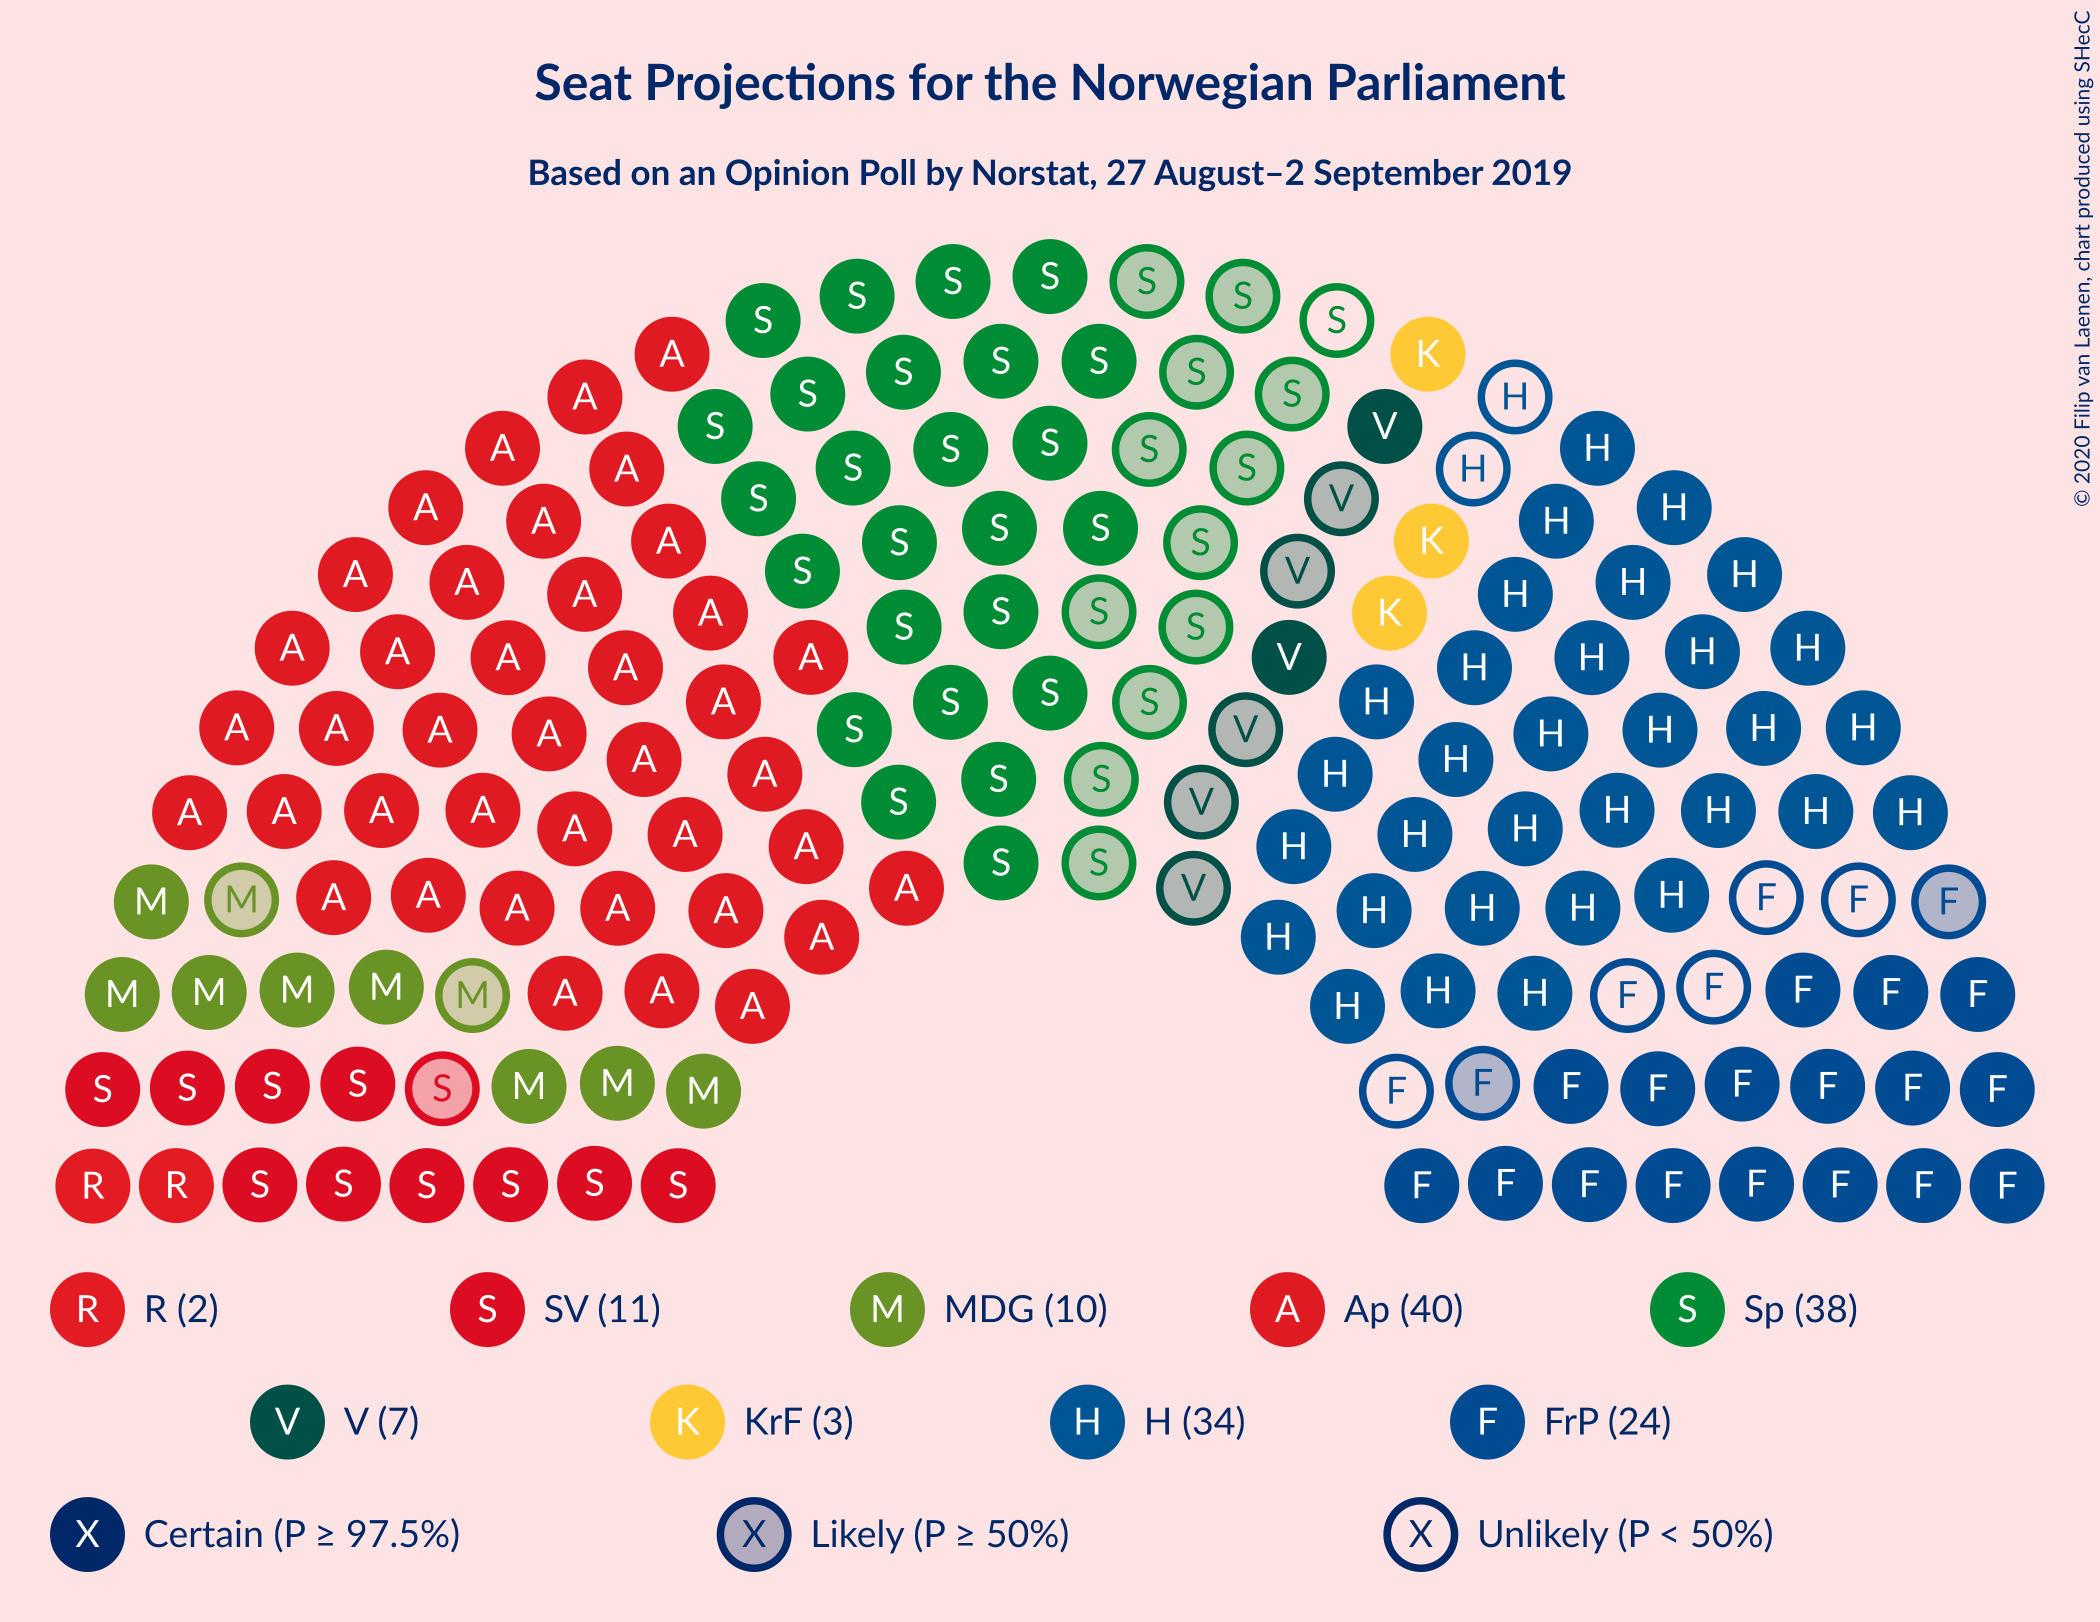 Seat Projections for the Norwegian Parliament
Based on an Opinion Poll by Norstat, 27 August–2 September 2019
© 2020 Filip van Laenen, chart produced using SHecC
S S S S S S S
A A S S S S S S K H
A A S S S S S S V H H
A A A S S S S S V K H H
A A A A S S S S S V K H H H
A A A A A A S S S V H H H H H
A A A A A A S S S V H H H H H H
A A A A A A A S S S V H H H H H H H
M M A A A A A A A V H H H H H F F F
M M M M M A A A H H H F F F F F
S S S S S M M M F F F F F F F F
R R S S S S S S F F F F F F F F
R R (2) S SV (11) M MDG (10) A Ap (40) S Sp (38)
V V (7) K KrF (3) H H (34) F FrP (24)
X Certain (P ≥ 97.5%) X Likely (P ≥ 50%) X Unlikely (P < 50%)